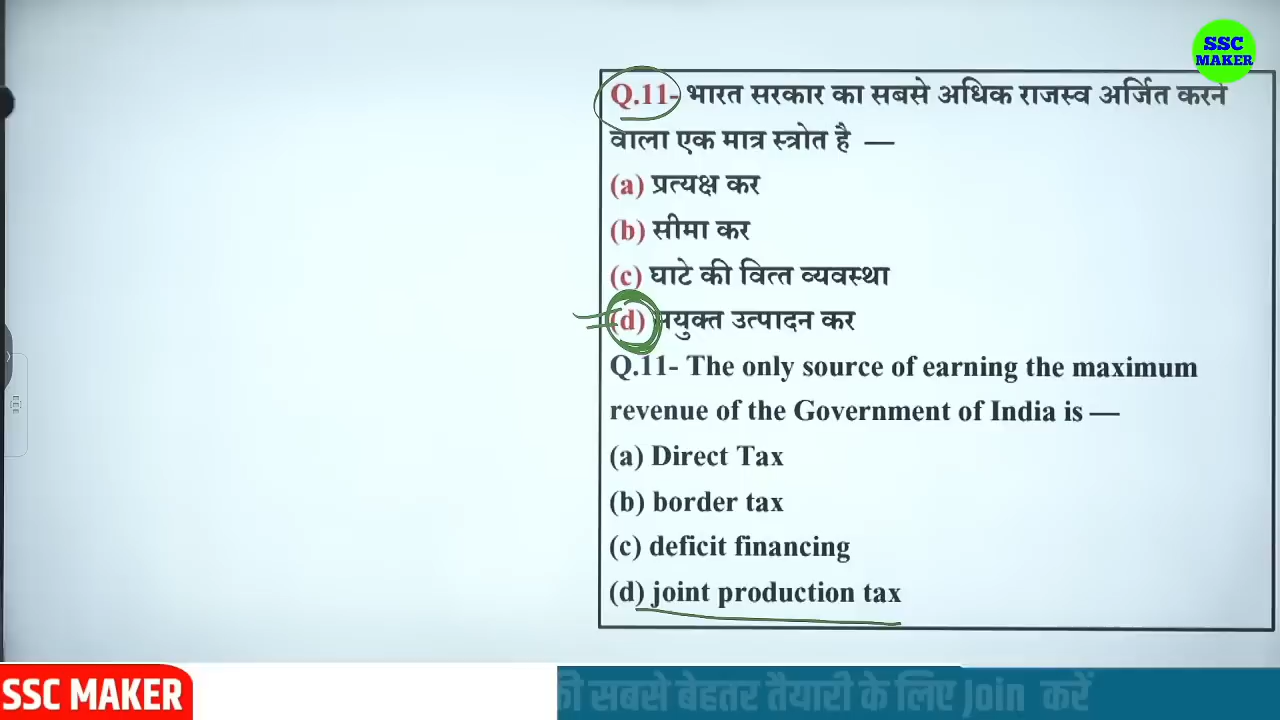 SSC
MAKER
Q.11- भारत सरकार का सबसे अधिक राजस्व अर्जित करने
वाला एक मात्र स्त्रोत है —
(a) प्रत्यक्ष कर
(b) सीमा कर
(c) घाटे की वित्त व्यवस्था
(d) सयुक्त उत्पादन कर
Q.11- The only source of earning the maximum
revenue of the Government of India is —
(a) Direct Tax
(b) border tax
(c) deficit financing
(d) joint production tax
SSC MAKER
की सबसे बेहतर तैयारी के लिए Join करें